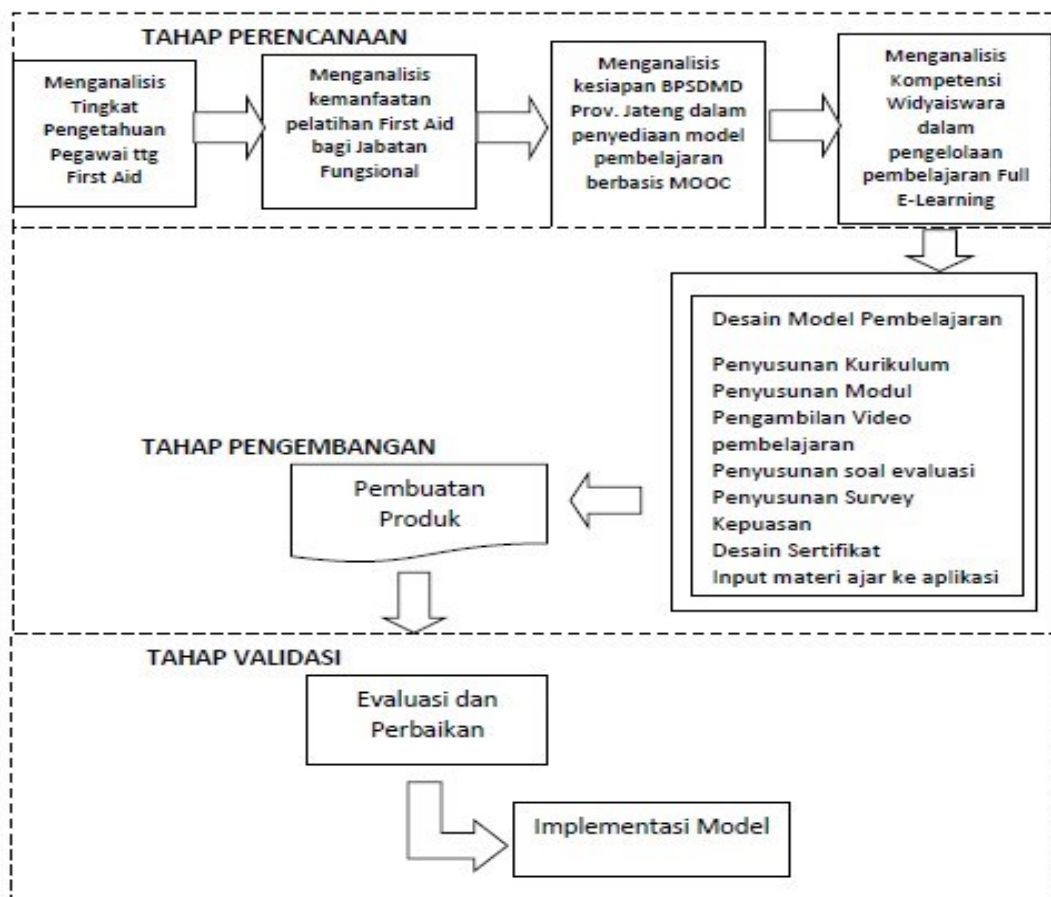 TAHAP PERENCANAAN
Menganalisis
Tingkat
Pengetahuan
Pegawai ttg
First Aid
Menganalisis
kemanfaatan
pelatihan First Aid
bagi Jabatan
Fungsional
Menganalisis
kesiapan BPSDMD
Prov. Jateng dalam
penyediaan model
pembelajaran
berbasis MOOC
Menganalisis
Kompetensi
Widyaiswara
dalam
pengelolaan
pembelajaran Full
E-Learning
Desain Model Pembelajaran
Penyusunan Kurikulum
Penyusunan Modul
Pengambilan Video
pembelajaran
Penyusunan soal evaluasi
Penyusunan Survey
Kepuasan
Desain Sertifikat
Input materi ajar ke aplikasi
TAHAP PENGEMBANGAN
Pembuatan
Produk
TAHAP VALIDASI
Evaluasi dan
Perbaikan
Implementasi Model